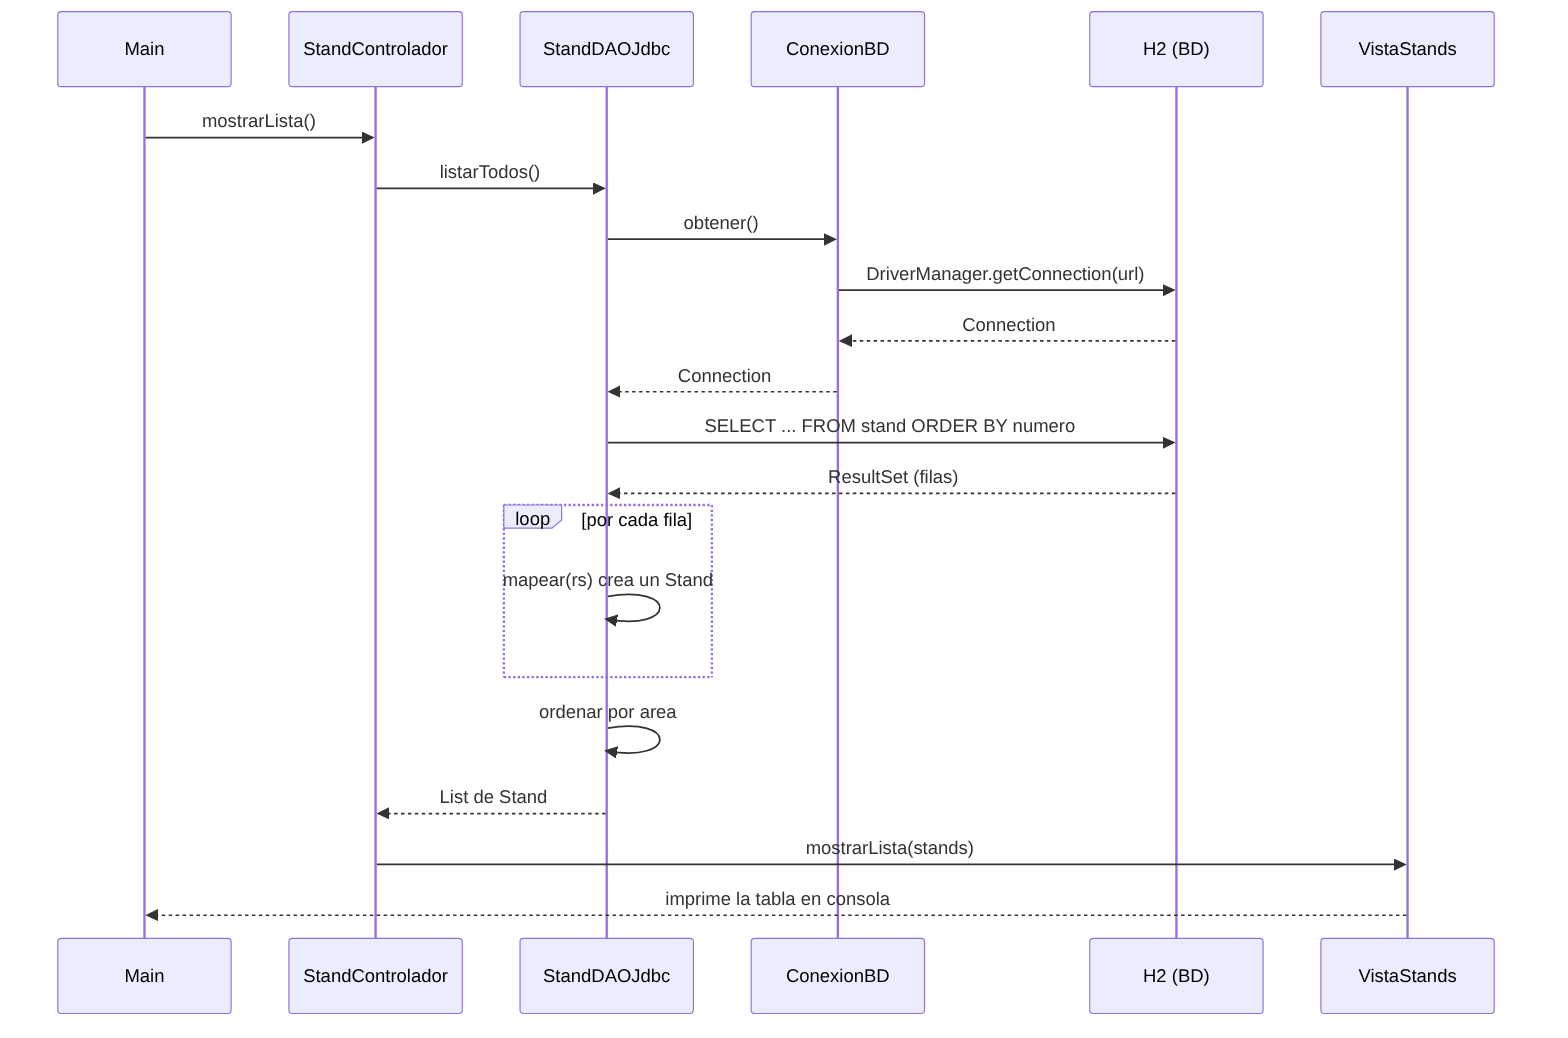 Main
StandControlador
StandDAOJdbc
ConexionBD
H2 (BD)
VistaStands
mostrarLista()
listarTodos()
obtener()
DriverManager.getConnection(url)
Connection
Connection
SELECT ... FROM stand ORDER BY numero
ResultSet (filas)
loop
[por cada fila]
mapear(rs) crea un Stand
ordenar por area
List de Stand
mostrarLista(stands)
imprime la tabla en consola
Main
StandControlador
StandDAOJdbc
ConexionBD
H2 (BD)
VistaStands